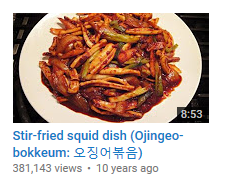 8:53
Stir-fried squid dish (Ojingeo-
bokkeum: 오징어볶음)
381,143 views • 10 years ago